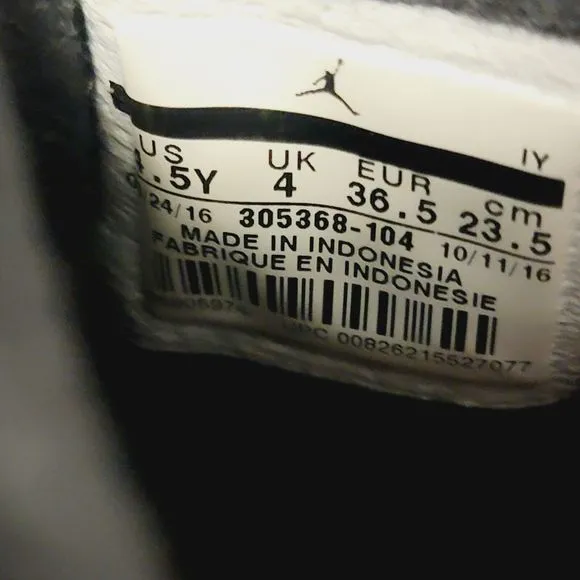 IY
US UK EUR cm
.5Y 4 36.5 23.5
24/16 305368-104 10/11/16
MADE IN INDONESIA
FABRIQUE EN INDONESIE
00826215527077